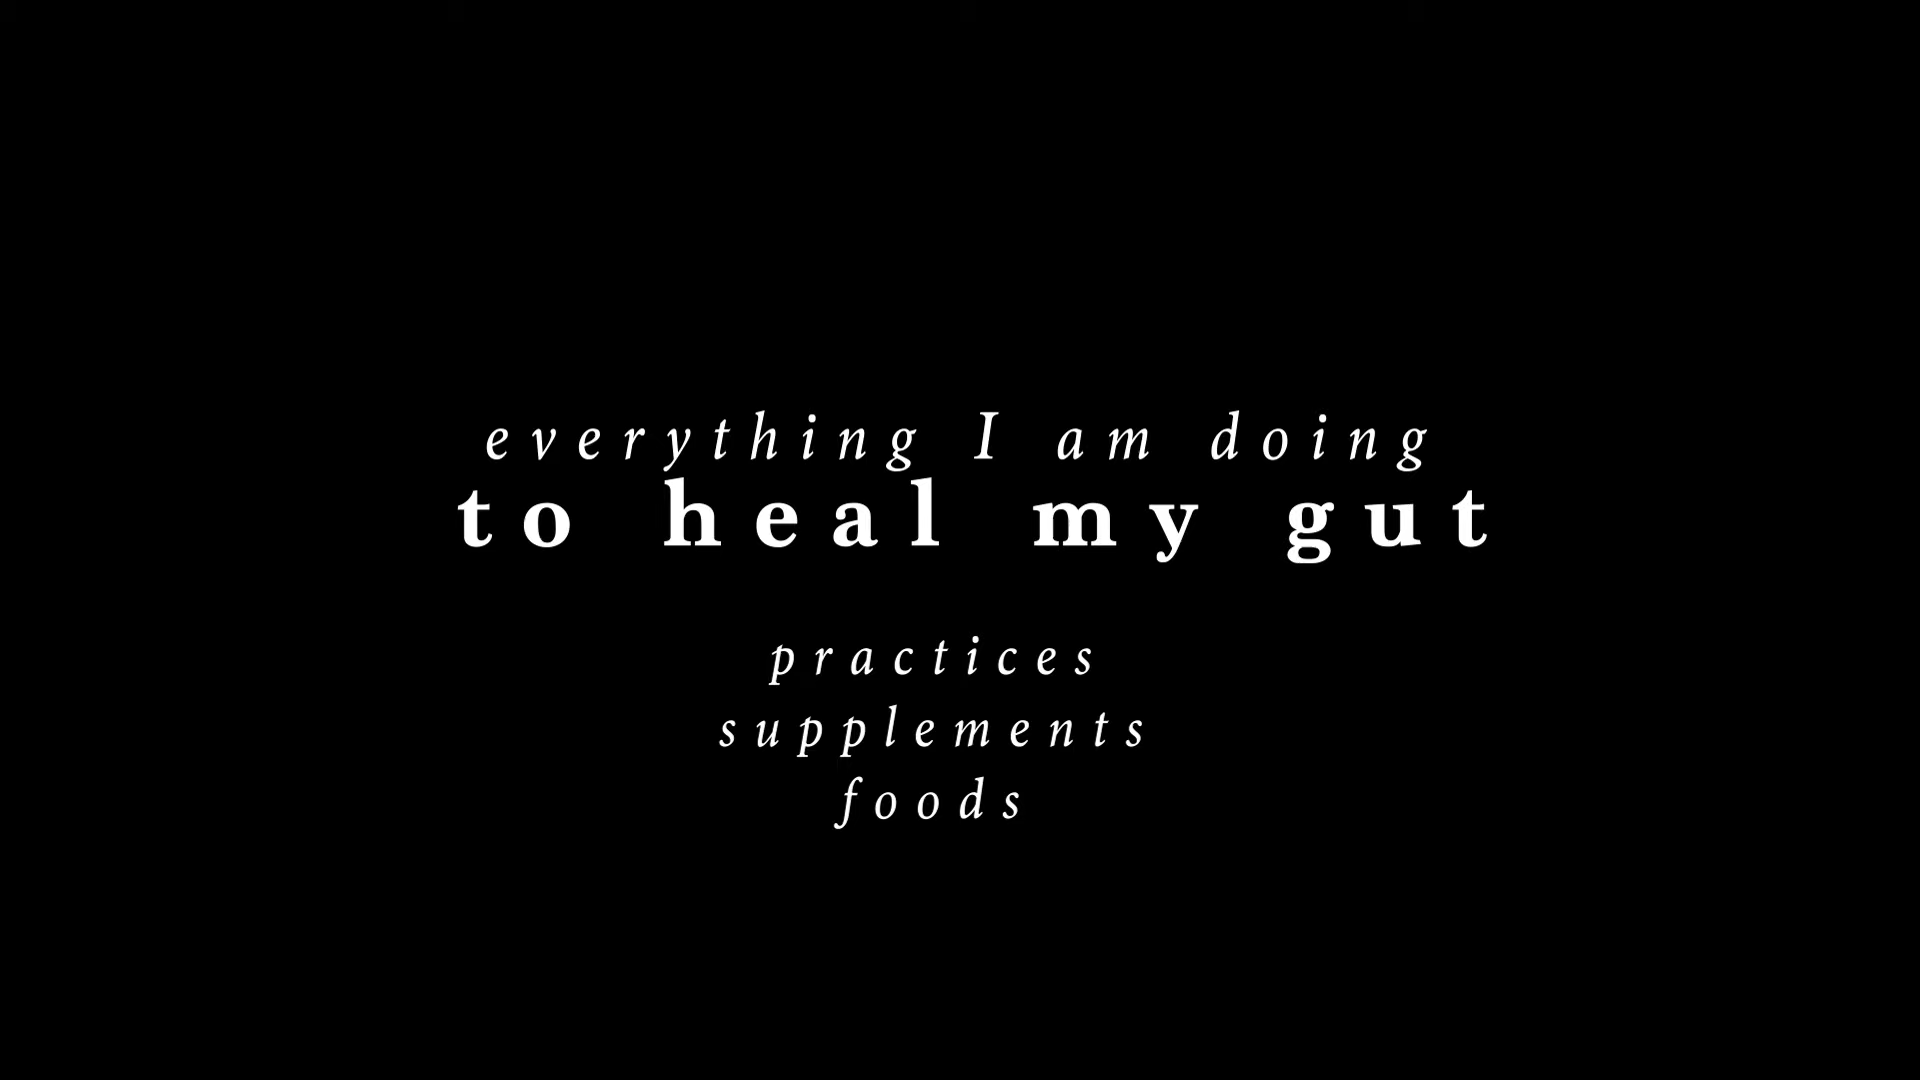 everything I am doing
to heal my gut
practices
supplements
foods